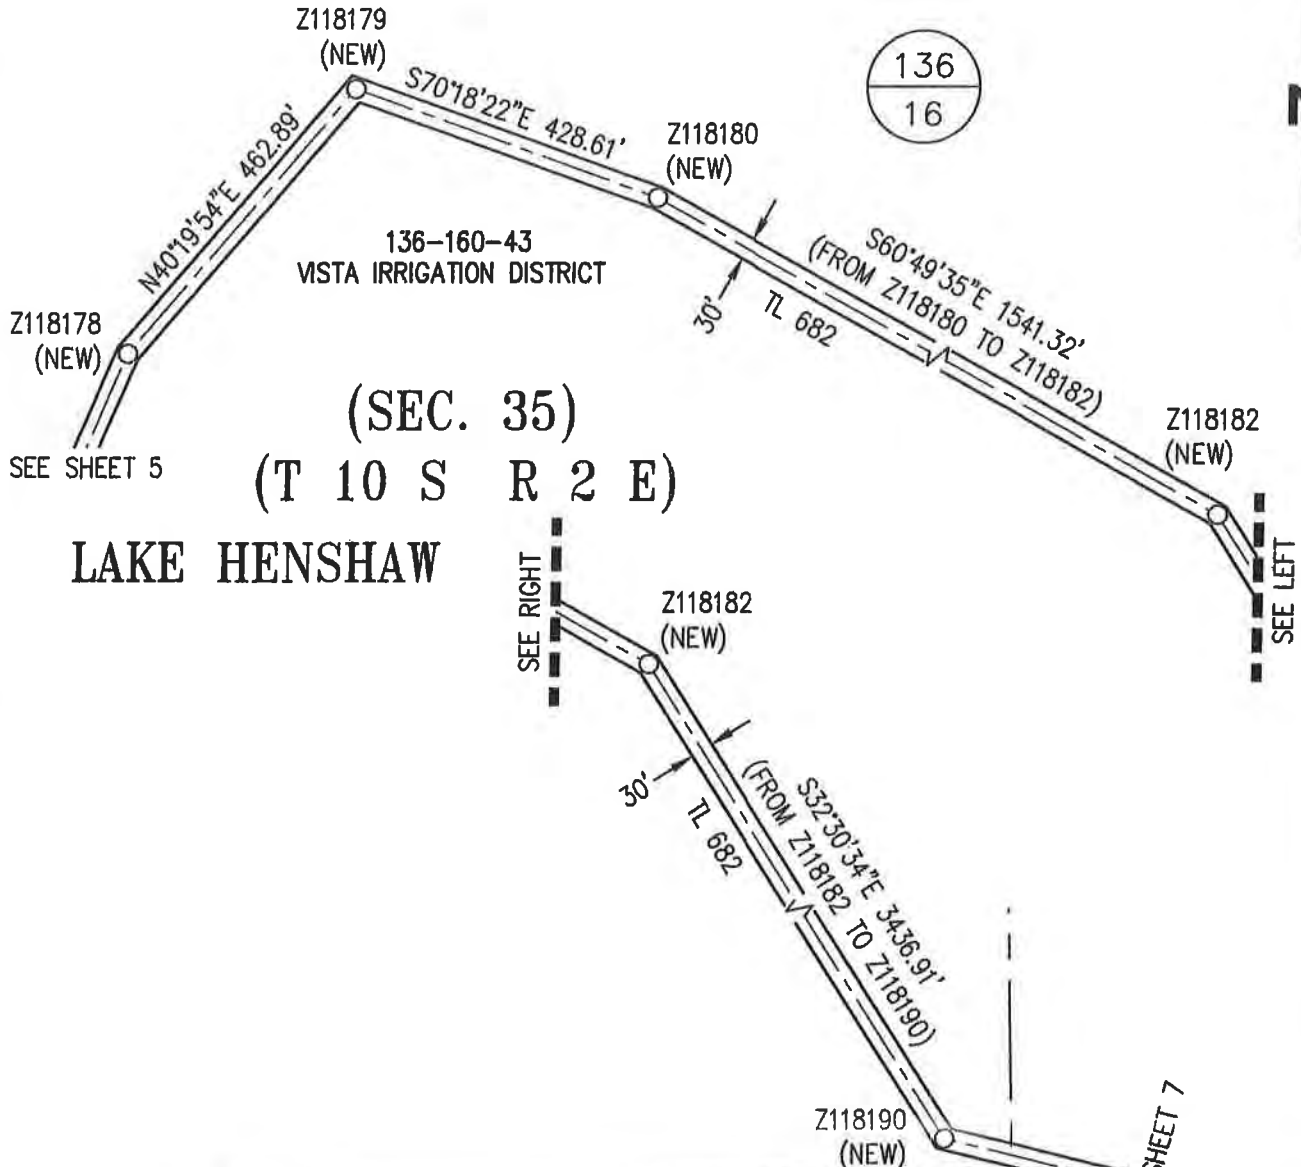 Z118179
(NEW)
136
16
S70°18'22"E 428.61'
Z118180
(NEW)
N40°19'54"E 462.89'
136-160-43
VISTA IRRIGATION DISTRICT
S60°49'35"E 1541.32'
(FROM Z118180 TO Z118182)
30'
TL 682
Z118178
(NEW)
SEE SHEET 5
(SEC. 35)
(T 10 S R 2 E)
LAKE HENSHAW
Z118182
(NEW)
SEE LEFT
SEE RIGHT
Z118182
(NEW)
30'
TL 682
S32°30'34"E 3436.91'
(FROM Z118182 TO Z118190)
Z118190
(NEW)
SHEET 7